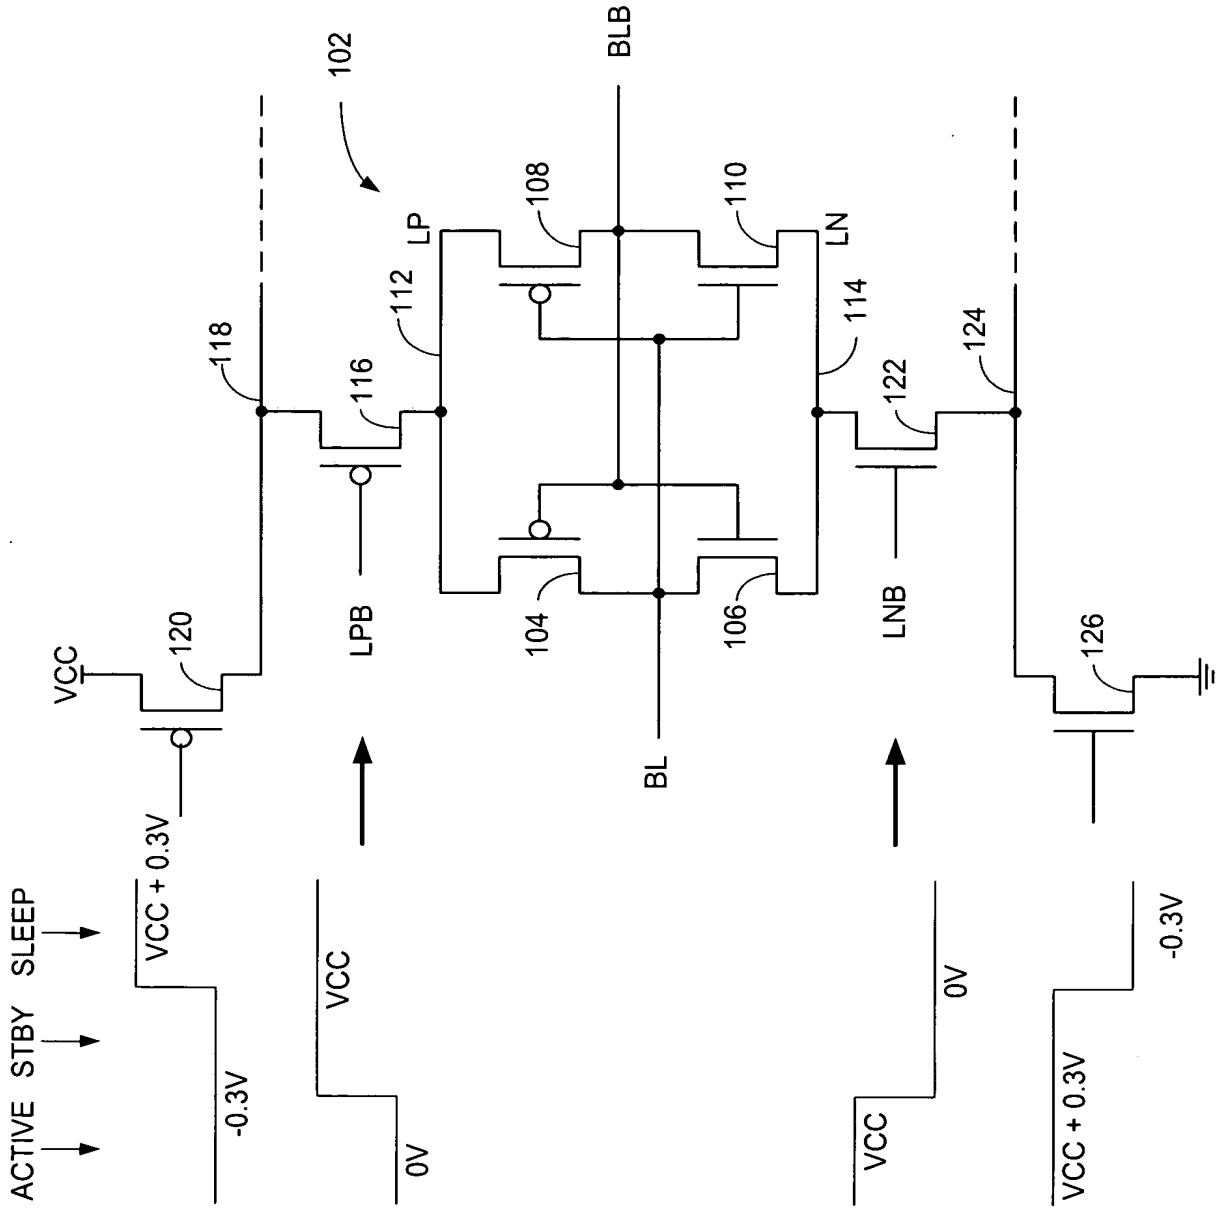 ACTIVE STBY SLEEP
VCC + 0.3V
-0.3V
VCC
0V
VCC
0V
VCC + 0.3V
-0.3V
VCC
120
118
LPB
116
112
LP
102
104
108
BL
BLB
106
110
LN
114
LNB
122
124
126